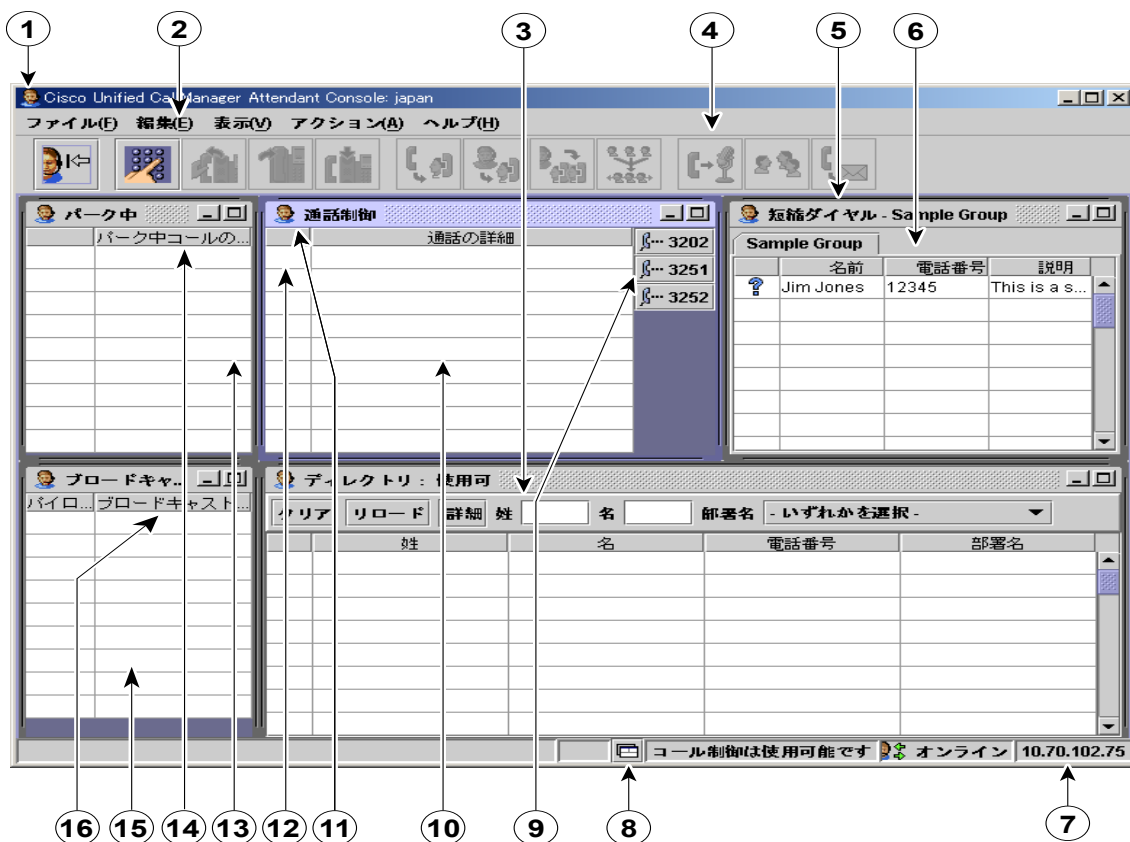 1 2 3 4 5 6
Cisco Unified CallManager Attendant Console: japan
ファイル(F) 編集(E) 表示(V) アクション(A) ヘルプ(H)
パーク中
パーク中コールの...
通話制御
通話の詳細
3202
3251
3252
短縮ダイヤル - Sample Group
Sample Group
名前 電話番号 説明
Jim Jones 12345 This is a s...
ブロードキャ..
パイロ... ブロードキャスト...
ディレクトリ : 使用可
クリア リロード 詳細 姓 名 部署名 - いずれかを選択 -
姓 名 電話番号 部署名
コール制御は使用可能です オンライン 10.70.102.75
16 15 14 13 12 11 10 9 8 7